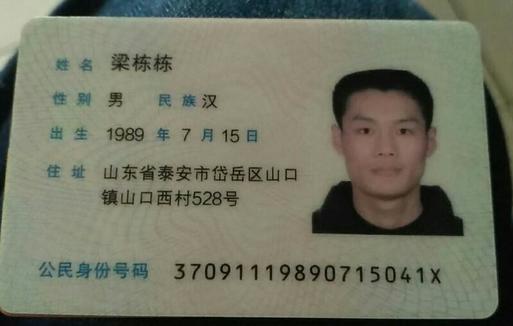 姓名 梁栋栋
性别 男 民族 汉
出生 1989 年 7 月 15 日
住址 山东省泰安市岱岳区山口
镇山口西村528号
公民身份号码 37091119890715041X